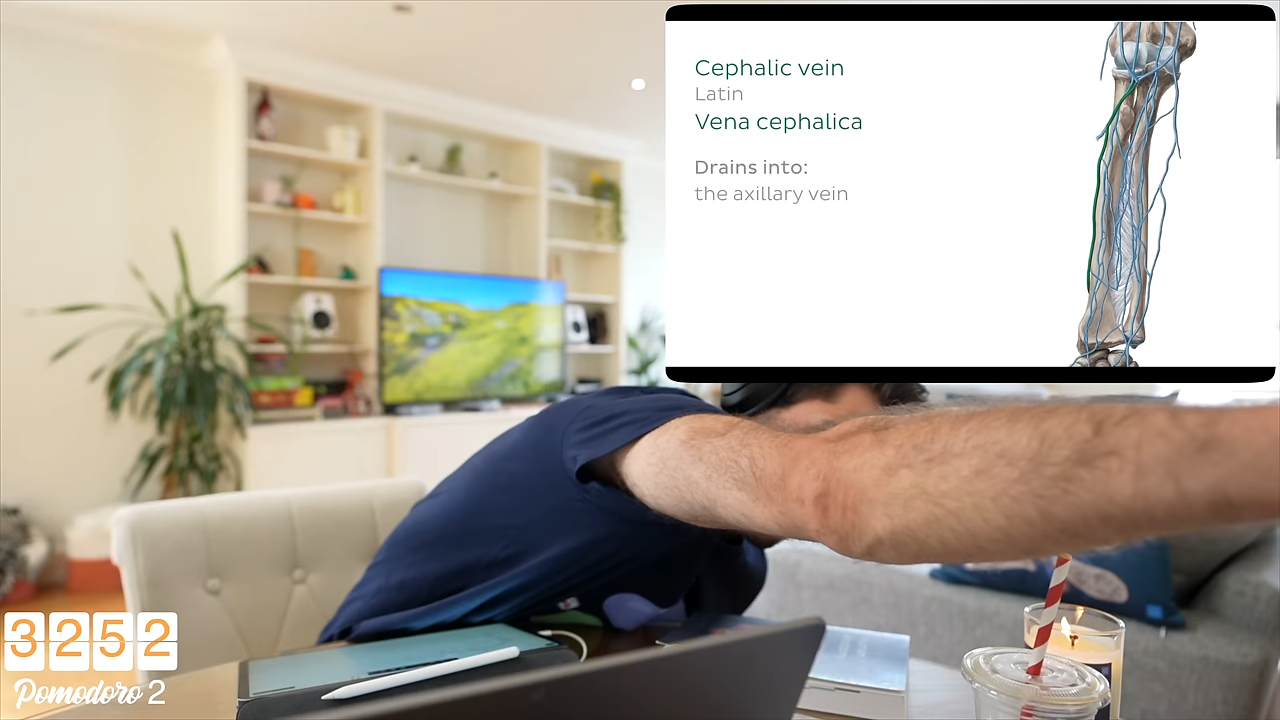 Cephalic vein
Latin
Vena cephalica
Drains into:
the axillary vein
3252
Pomodoro 2